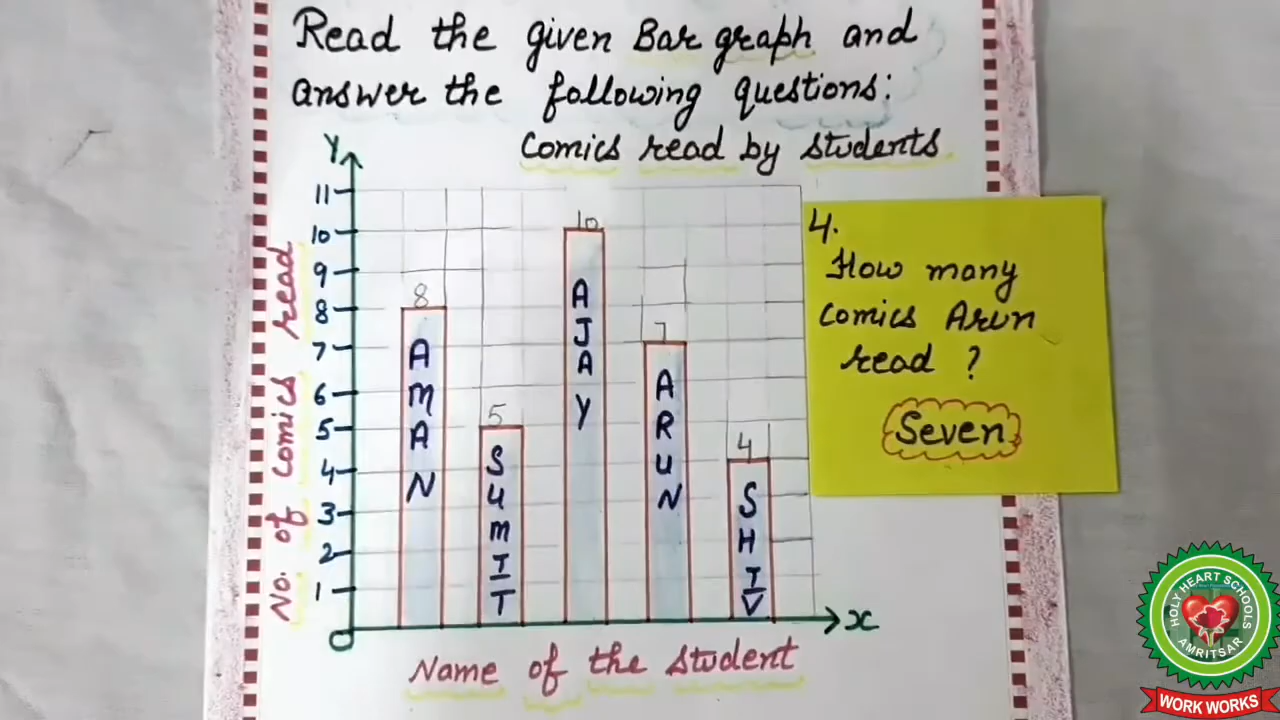 Read the given Bar graph and
answer the following questions:
Comics read by students
Y
11
10
9
8
7
6
5
4
3
2
1
O
x
No. of Comics read
8
AMAN
5
SUMIT
10
AJAY
7
ARUN
4
SHIV
Name of the student
4.
How many
comics Arun
read ?
Seven
HOLY HEART SCHOOLS
AMRITSAR
WORK WORKS